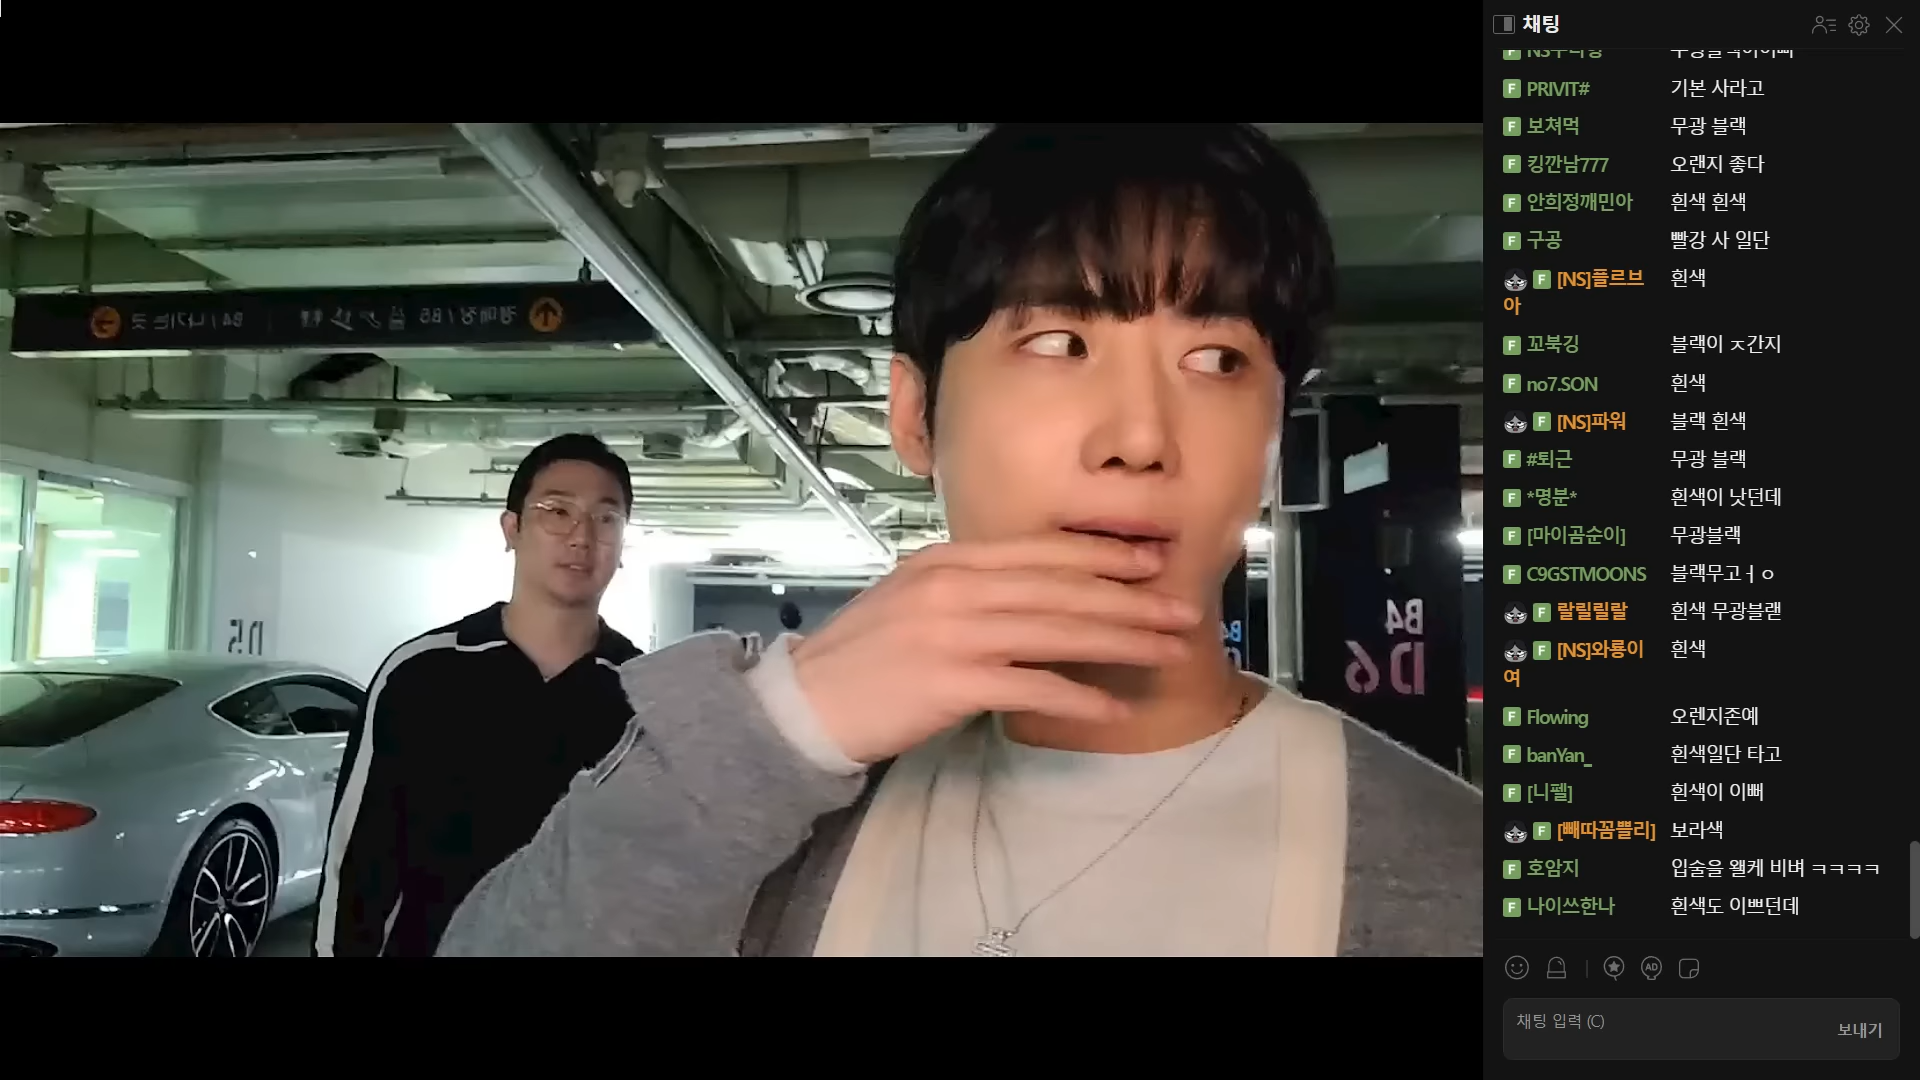 채팅
PRIVIT# 기본 사라고
보쳐먹 무광 블랙
킹깐남777 오랜지 좋다
안희정깨민아 흰색 흰색
구공 빨강 사 일단
[NS]플르브아 흰색
꼬북깅 블랙이 ㅈ간지
no7.SON 흰색
[NS]파워 블랙 흰색
#퇴근 무광 블랙
*명분* 흰색이 낫던데
[마이곰순이] 무광블랙
C9GSTMOONS 블랙무고ㅓㅇ
랄릴릴랄 흰색 무광블랜
[NS]와룡이여 흰색
Flowing 오렌지존예
banYan_ 흰색일단 타고
[니펠] 흰색이 이뻐
[빼따꼼쁠리] 보라색
호암지 입술을 웰케 비벼 ㅋㅋㅋㅋ
나이쓰한나 흰색도 이쁘던데
채팅 입력 (C)
보내기
B4
D6